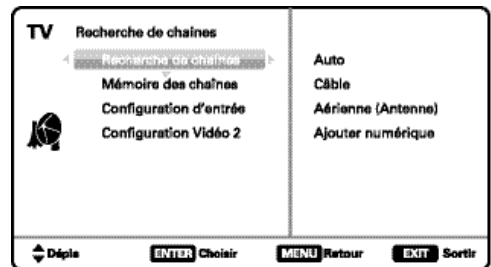 TV Recherche de chaines
Recherche de chaînes Auto
Mémoire des chaînes Câble
Configuration d'entrée Aérienne (Antenne)
Configuration Vidéo 2 Ajouter numérique
Dépla ENTER Choisir MENU Retour EXIT Sortir